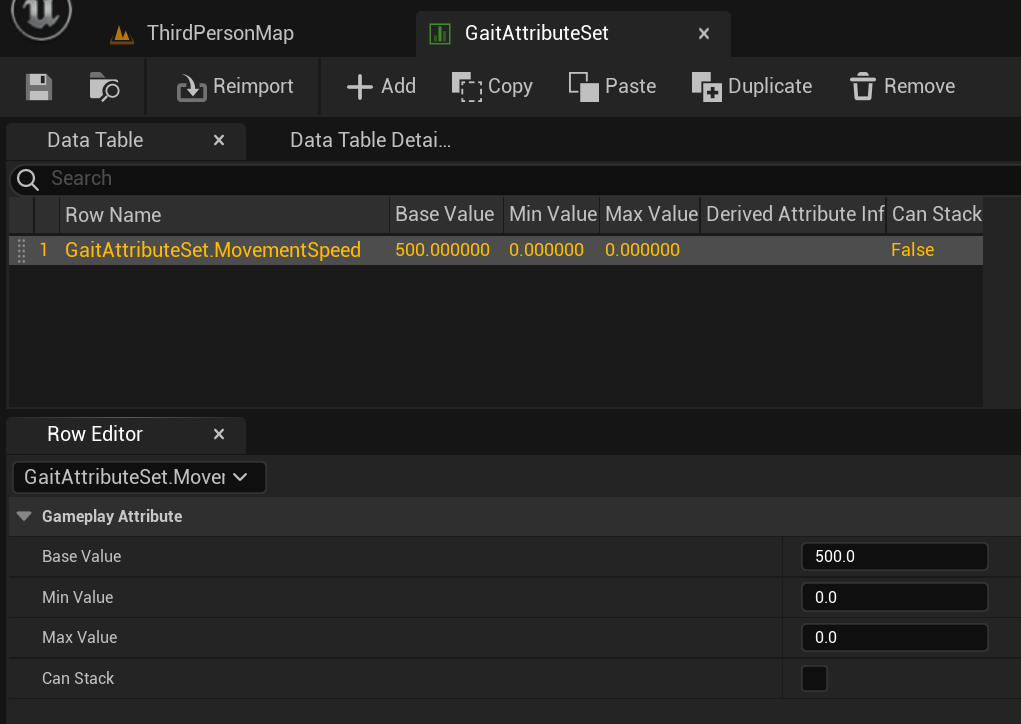 ThirdPersonMap GaitAttributeSet
Reimport Add Copy Paste Duplicate Remove
Data Table Data Table Detai...
Search
Row Name Base Value Min Value Max Value Derived Attribute Inf Can Stack
1 GaitAttributeSet.MovementSpeed 500.000000 0.000000 0.000000 False
Row Editor
GaitAttributeSet.Mover
Gameplay Attribute
Base Value 500.0
Min Value 0.0
Max Value 0.0
Can Stack